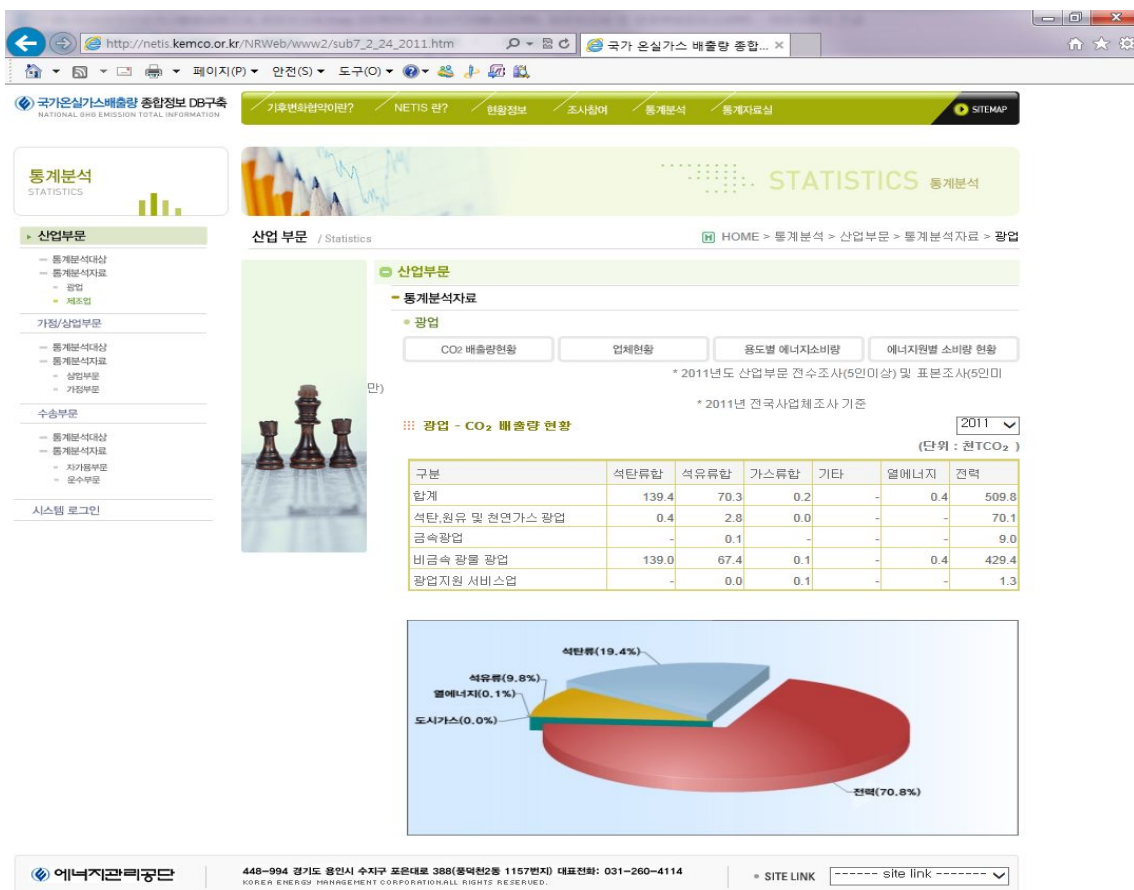 http://netis.kemco.or.kr/NRWeb/www2/sub7_2_24_2011.htm
국가 온실가스 배출량 종합... ×
페이지(P) 안전(S) 도구(O)
국가온실가스배출량 종합정보 DB구축
NATIONAL GHG EMISSION TOTAL INFORMATION
기후변화협약이란? NETIS 란? 현황정보 조사참여 통계분석 통계자료실 SITEMAP
통계분석
STATISTICS
STATISTICS 통계분석
산업부문
통계분석대상
통계분석자료
광업
제조업
가정/상업부문
통계분석대상
통계분석자료
상업부문
가정부문
수송부문
통계분석대상
통계분석자료
자가용부문
운수부문
시스템 로그인
산업 부문 / Statistics
HOME > 통계분석 > 산업부문 > 통계분석자료 > 광업
산업부문
통계분석자료
광업
CO2 배출량현황 업체현황 용도별 에너지소비량 에너지원별 소비량 현황
* 2011년도 산업부문 전수조사(5인이상) 및 표본조사(5인미
만)
* 2011년 전국사업체조사 기준
광업 - CO₂ 배출량 현황
2011
(단위 : 천TCO₂ )
구분 석탄류합 석유류합 가스류합 기타 열에너지 전력
합계 139.4 70.3 0.2 - 0.4 509.8
석탄,원유 및 천연가스 광업 0.4 2.8 0.0 - - 70.1
금속광업 - 0.1 - - - 9.0
비금속 광물 광업 139.0 67.4 0.1 - 0.4 429.4
광업지원 서비스업 - 0.0 0.1 - - 1.3
석탄류(19.4%)
석유류(9.8%)
열에너지(0.1%)
도시가스(0.0%)
전력(70.8%)
에너지관리공단
448-994 경기도 용인시 수지구 포은대로 388(풍덕천2동 1157번지) 대표전화: 031-260-4114
KOREA ENERGY MANAGEMENT CORPORATION.ALL RIGHTS RESERVED.
SITE LINK
------ site link -------